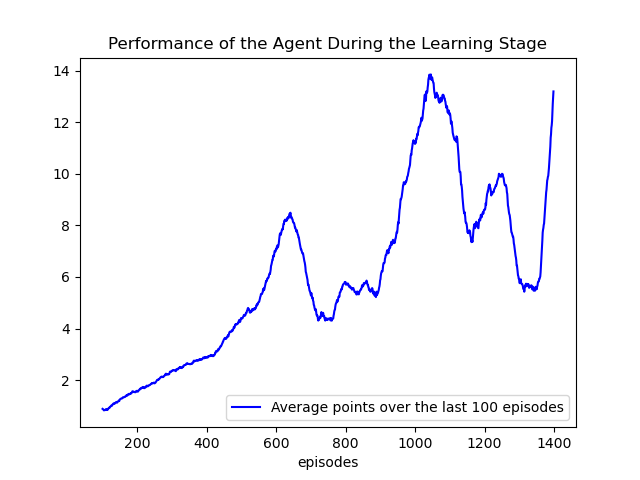 Performance of the Agent During the Learning Stage
14
12
10
8
6
4
2
Average points over the last 100 episodes
200 400 600 800 1000 1200 1400
episodes